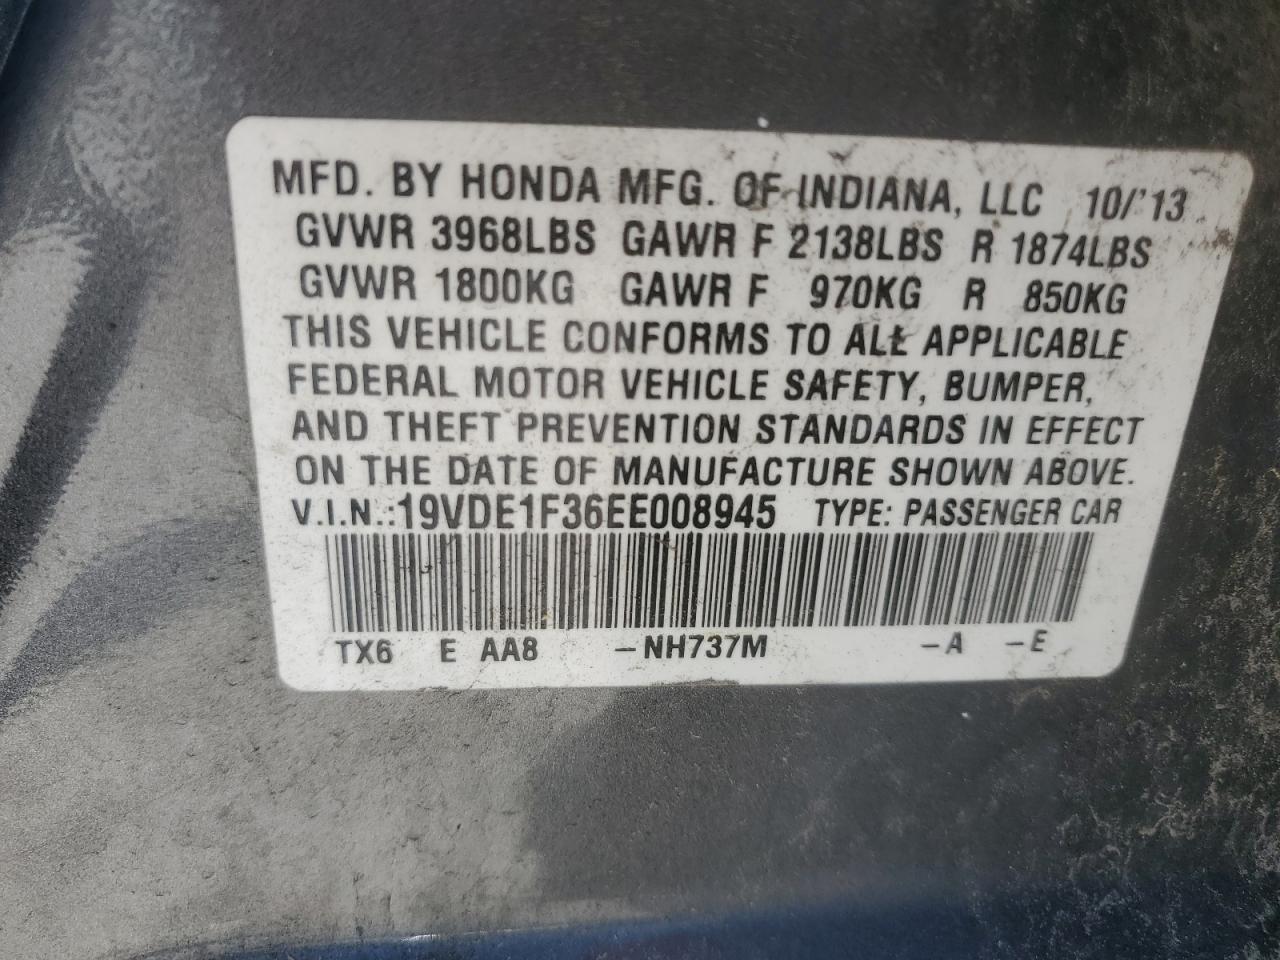 MFD. BY HONDA MFG. OF INDIANA, LLC 10/'13
GVWR 3968LBS GAWR F 2138LBS R 1874LBS
GVWR 1800KG GAWR F 970KG R 850KG
THIS VEHICLE CONFORMS TO ALL APPLICABLE
FEDERAL MOTOR VEHICLE SAFETY, BUMPER,
AND THEFT PREVENTION STANDARDS IN EFFECT
ON THE DATE OF MANUFACTURE SHOWN ABOVE.
V.I.N.:19VDE1F36EE008945 TYPE: PASSENGER CAR
TX6 E AA8 –NH737M –A –E